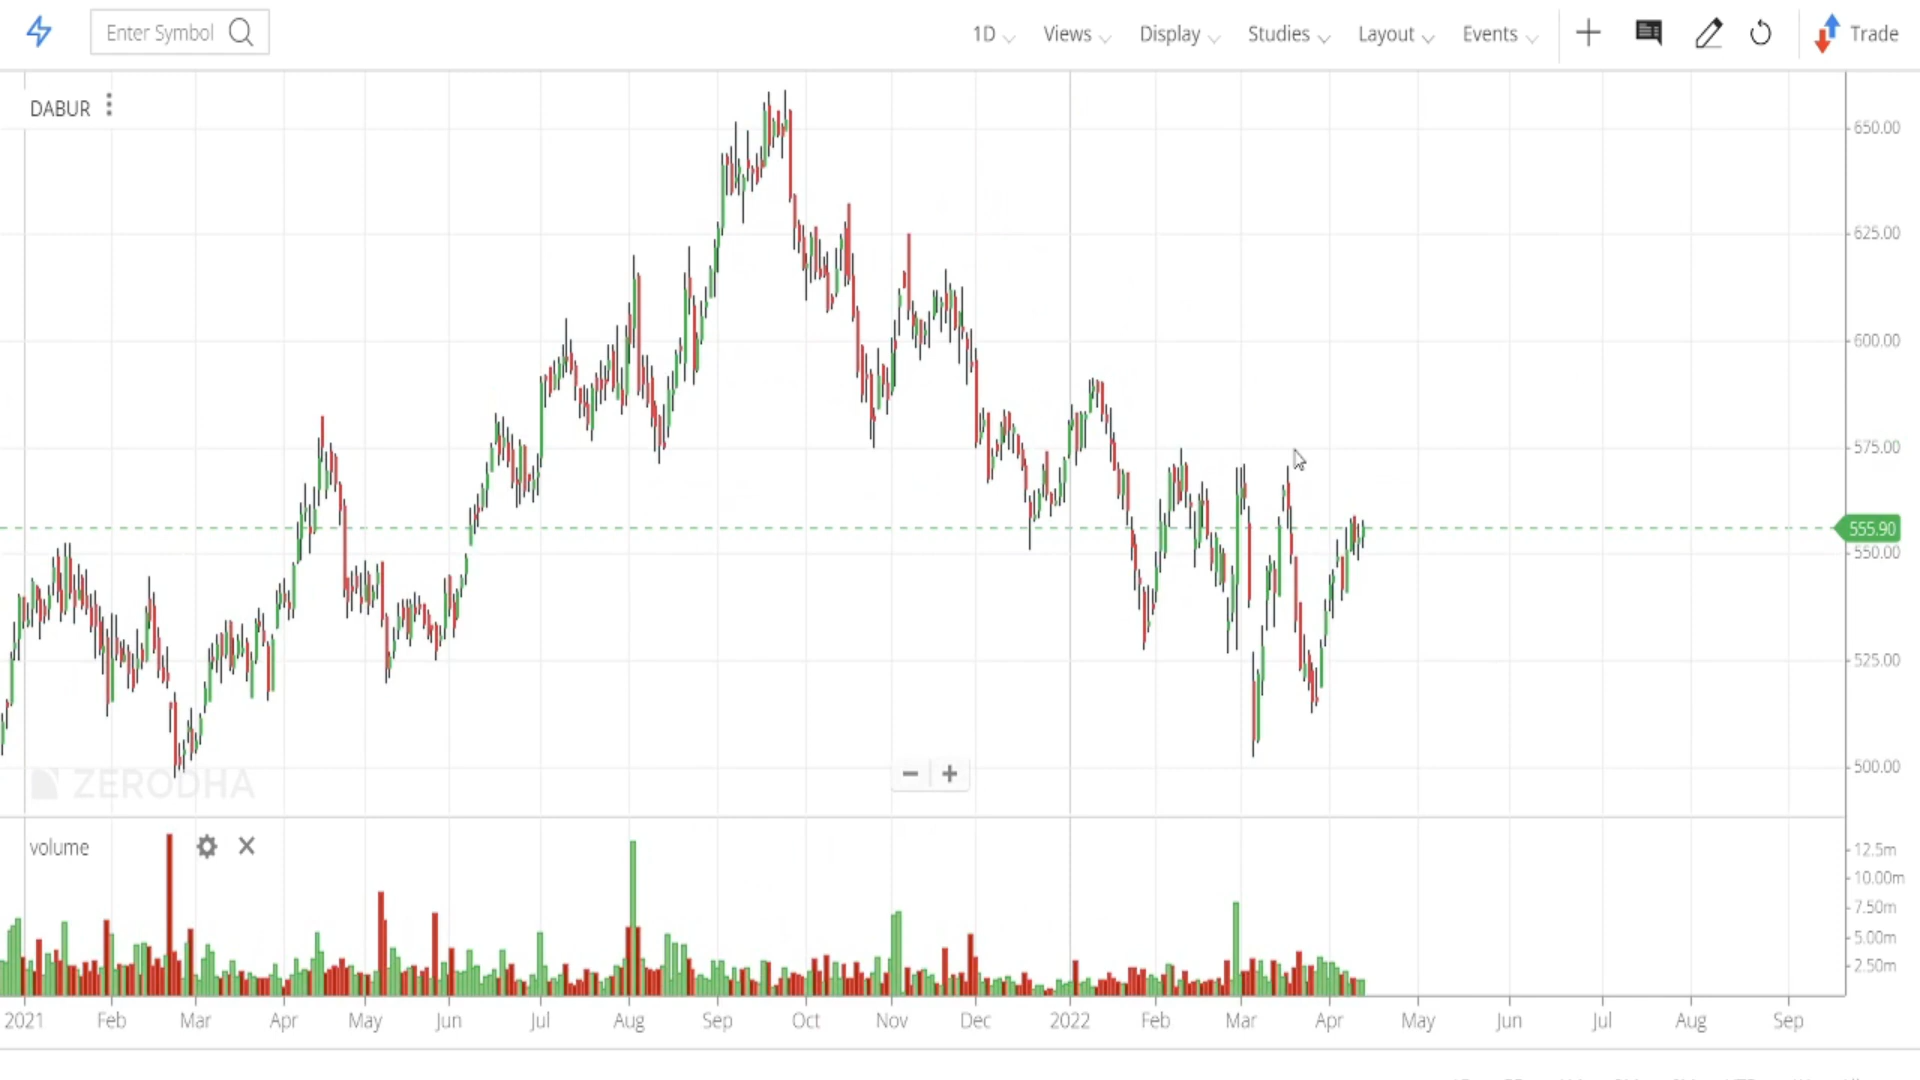 Enter Symbol
1D Views Display Studies Layout Events Trade
DABUR
650.00
625.00
600.00
575.00
555.90
550.00
525.00
500.00
ZERODHA
volume
12.5m
10.00m
7.50m
5.00m
2.50m
2021 Feb Mar Apr May Jun Jul Aug Sep Oct Nov Dec 2022 Feb Mar Apr May Jun Jul Aug Sep